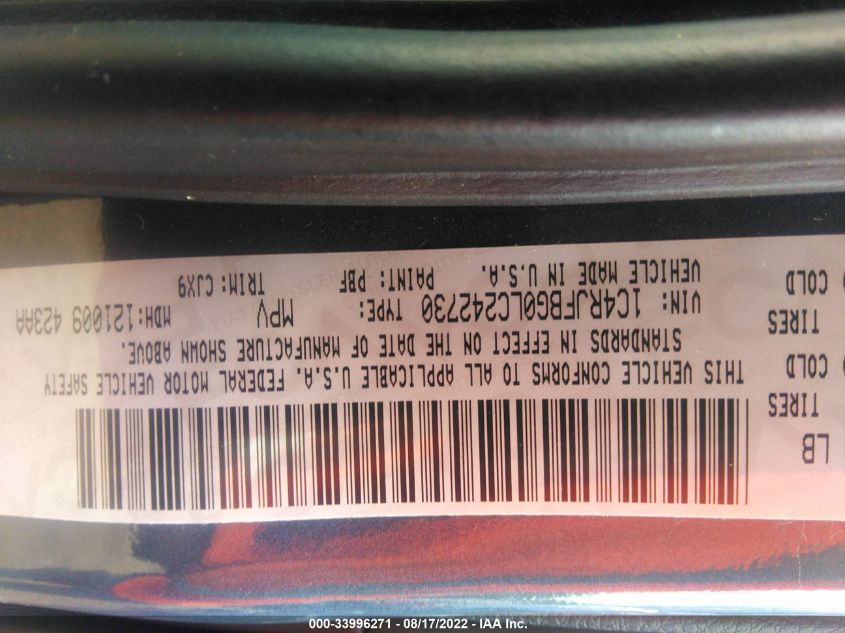 LB
TIRES COLD
TIRES COLD
THIS VEHICLE CONFORMS TO ALL APPLICABLE U.S.A. FEDERAL MOTOR VEHICLE SAFETY
STANDARDS IN EFFECT ON THE DATE OF MANUFACTURE SHOWN ABOVE.
VIN: 1C4RJFBG0LC242730 TYPE: MPV MDH:121009 423AA
VEHICLE MADE IN U.S.A. PAINT: PBF TRIM: CJX9
000-33996271 - 08/17/2022 - IAA Inc.